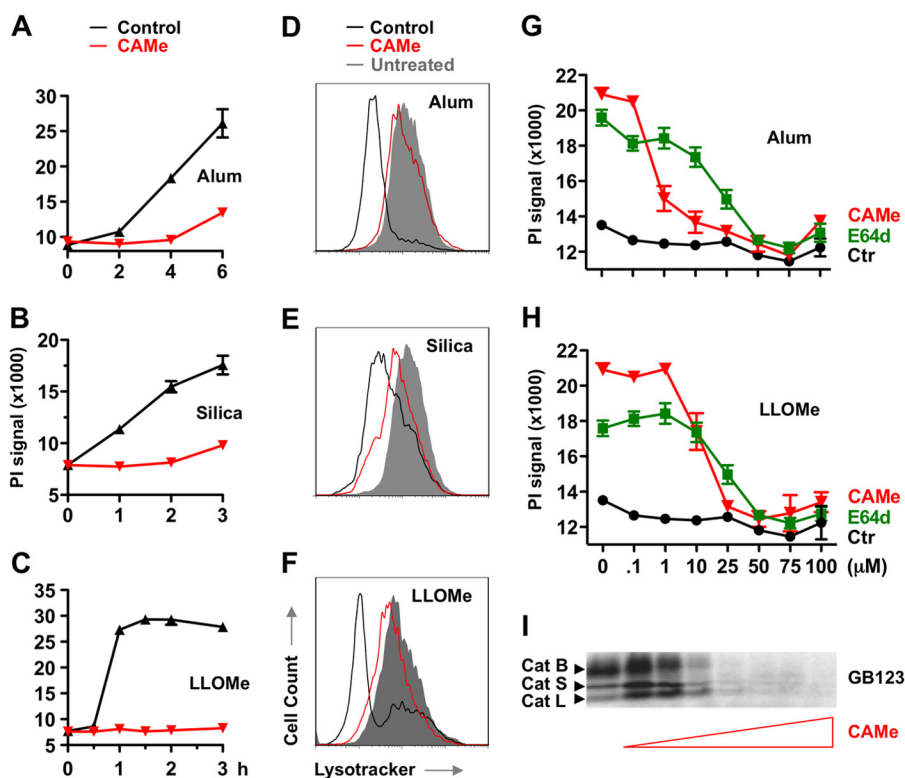 A
Control
CAMe
30
25
20
15
10
Alum
0 2 4 6
B
PI signal (x1000)
20
15
10
5
Silica
0 1 2 3
C
30
25
20
15
10
5
LLOMe
0 1 2 3 h
D
Control
CAMe
Untreated
Alum
E
Silica
F
LLOMe
Cell Count
Lysotracker
G
PI signal (x1000)
22
20
18
16
14
12
Alum
CAMe
E64d
Ctr
H
PI signal (x1000)
22
20
18
16
14
12
LLOMe
CAMe
E64d
Ctr
0 .1 1 10 25 50 75 100 (µM)
I
Cat B
Cat S
Cat L
GB123
CAMe